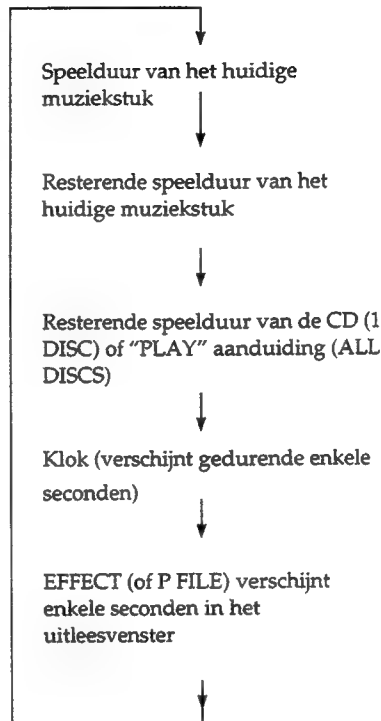 Speelduur van het huidige
muziekstuk
Resterende speelduur van het
huidige muziekstuk
Resterende speelduur van de CD (1
DISC) of "PLAY" aanduiding (ALL
DISCS)
Klok (verschijnt gedurende enkele
seconden)
EFFECT (of P FILE) verschijnt
enkele seconden in het
uitleesvenster